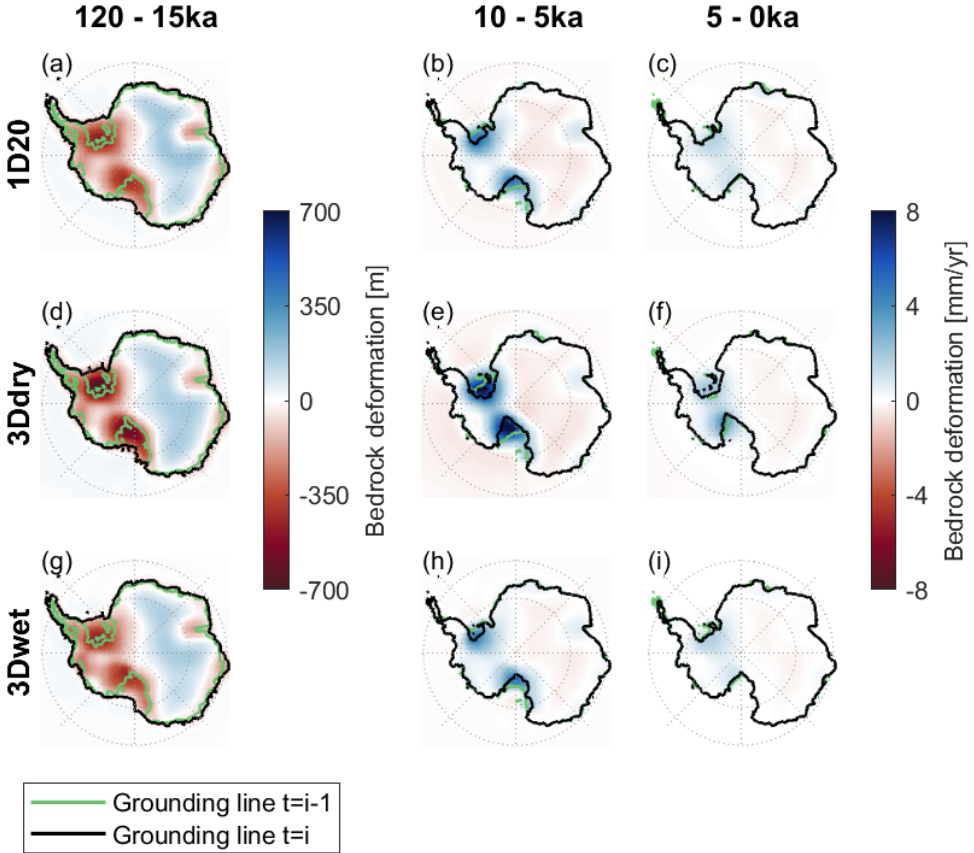 120 - 15ka
10 - 5ka
5 - 0ka
1D20
(a)
(b)
(c)
700
350
0
-350
-700
Bedrock deformation [m]
8
4
0
-4
-8
Bedrock deformation [mm/yr]
3Ddry
(d)
(e)
(f)
3Dwet
(g)
(h)
(i)
Grounding line t=i-1
Grounding line t=i